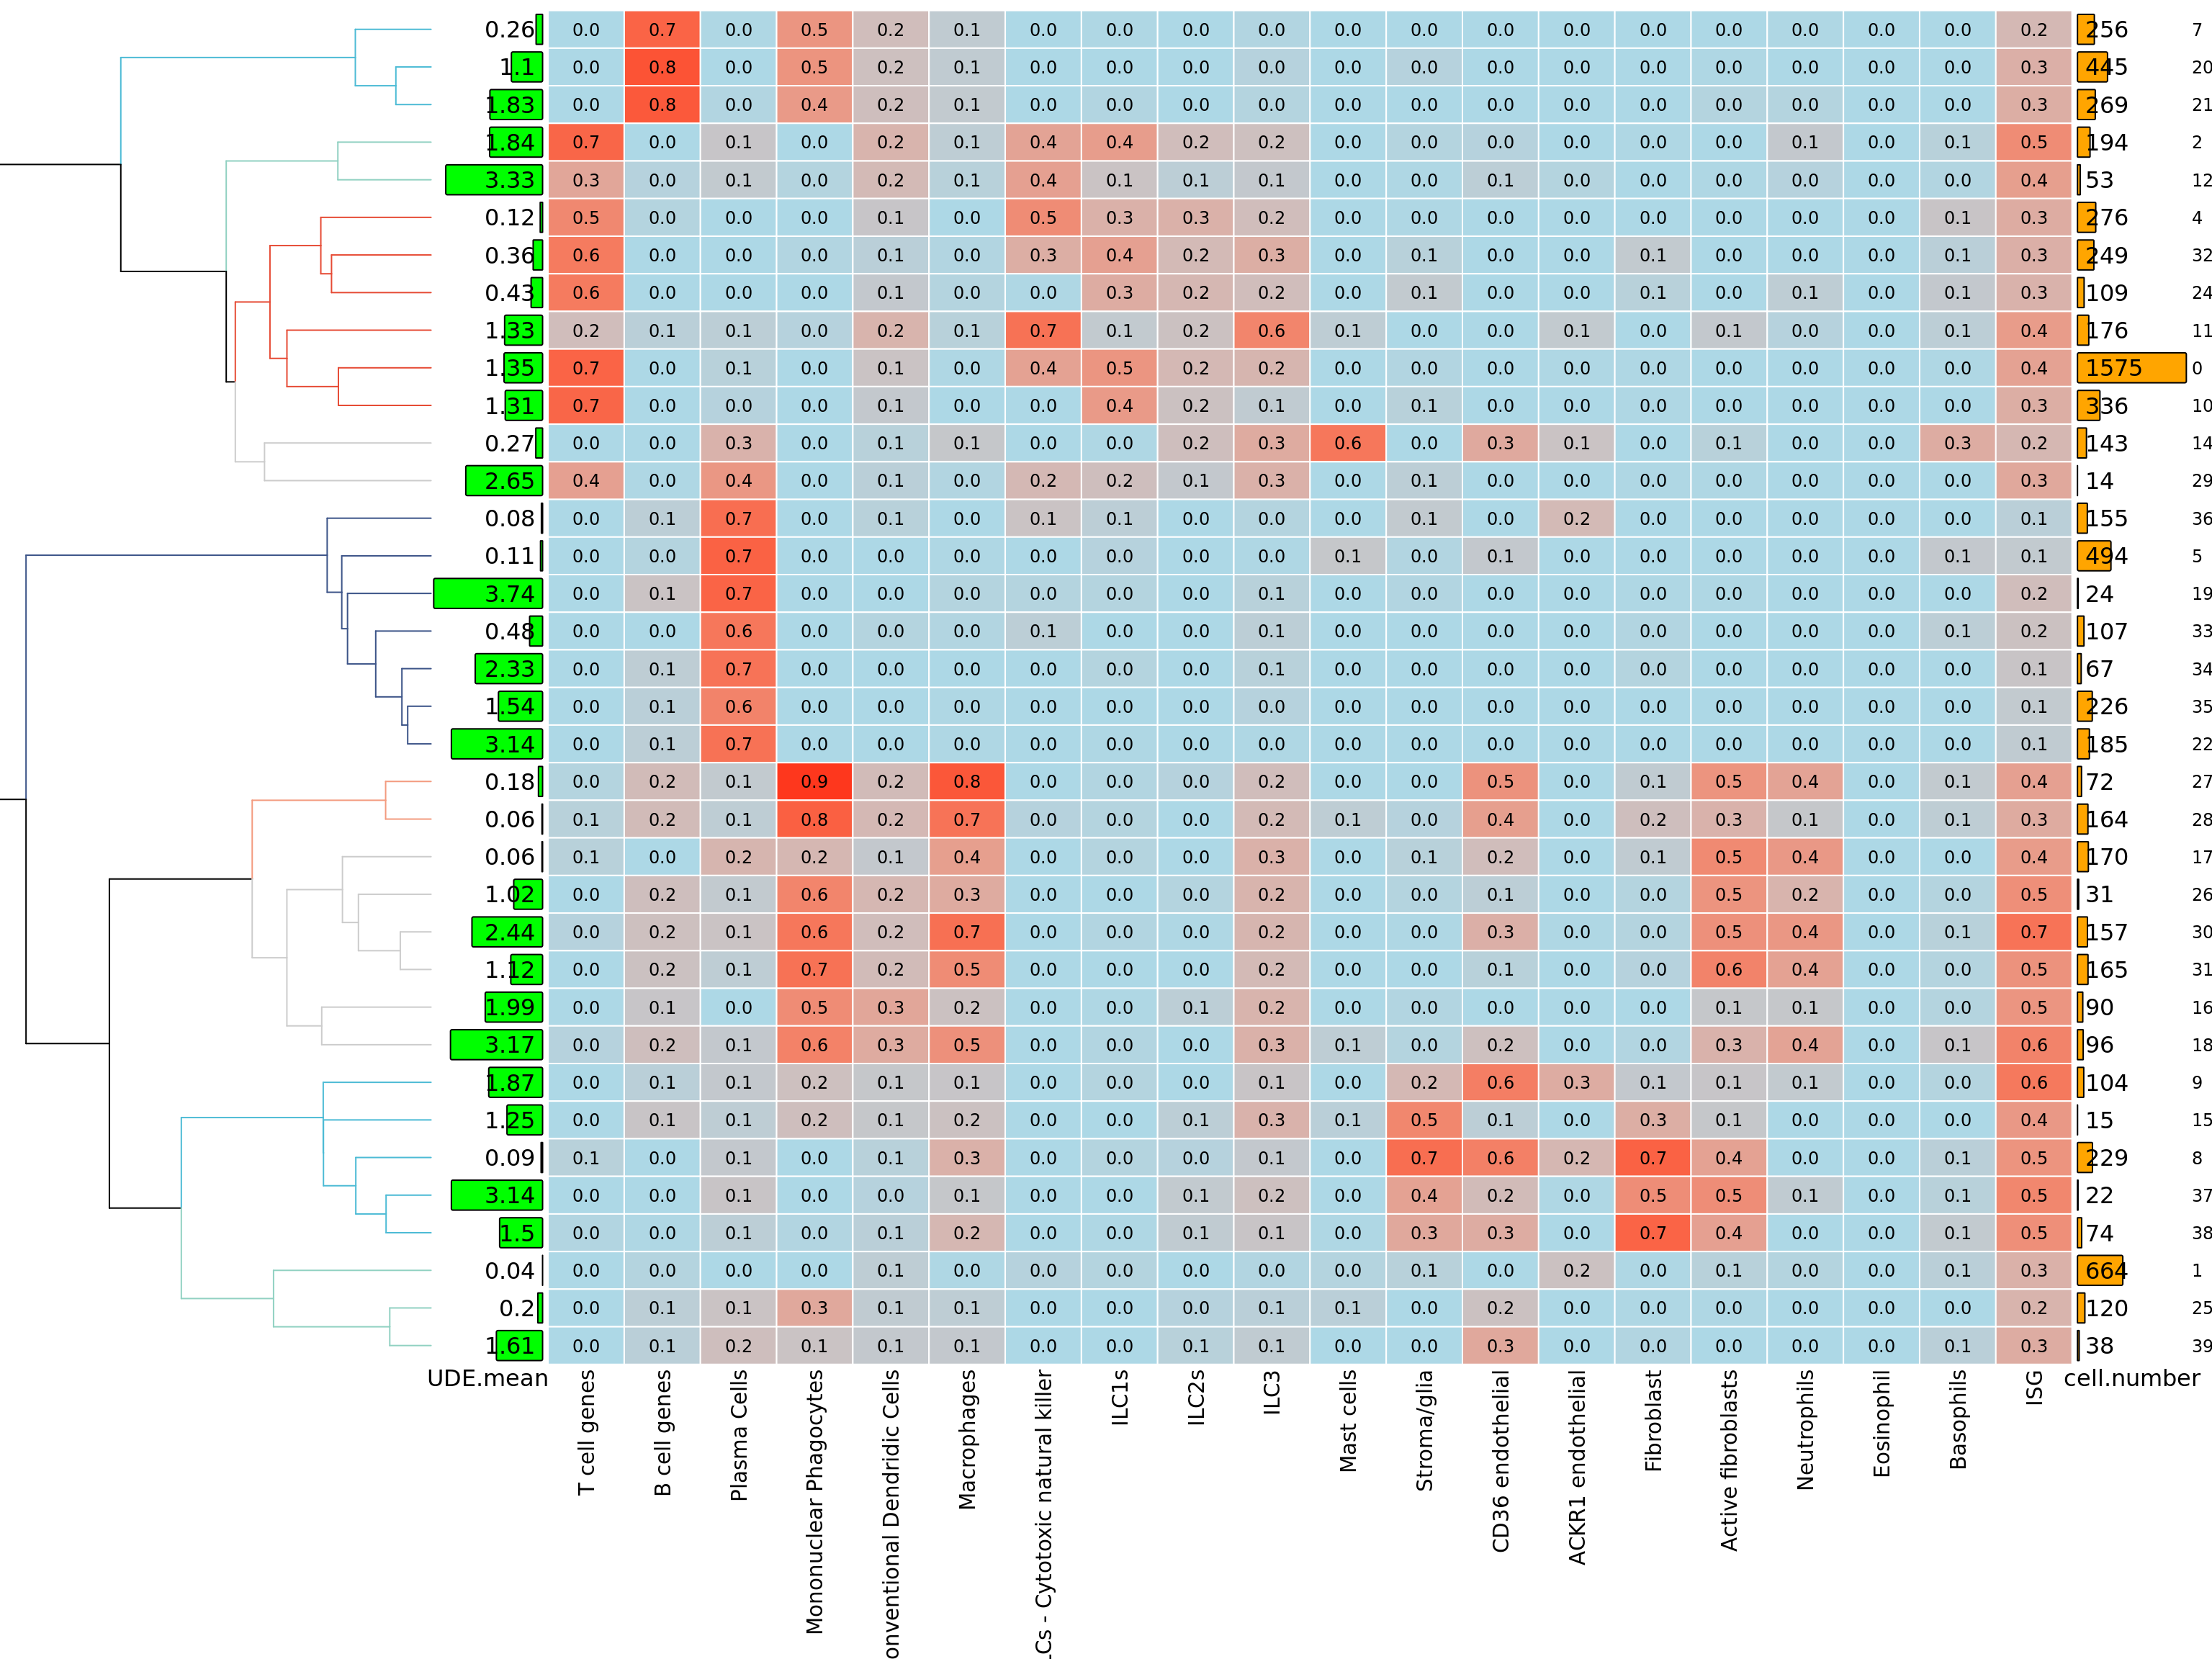 0.26 0.0 0.7 0.0 0.5 0.2 0.1 0.0 0.0 0.0 0.0 0.0 0.0 0.0 0.0 0.0 0.0 0.0 0.0 0.0 0.2 256 7
1.1 0.0 0.8 0.0 0.5 0.2 0.1 0.0 0.0 0.0 0.0 0.0 0.0 0.0 0.0 0.0 0.0 0.0 0.0 0.0 0.3 445 20
1.83 0.0 0.8 0.0 0.4 0.2 0.1 0.0 0.0 0.0 0.0 0.0 0.0 0.0 0.0 0.0 0.0 0.0 0.0 0.0 0.3 269 21
1.84 0.7 0.0 0.1 0.0 0.2 0.1 0.4 0.4 0.2 0.2 0.0 0.0 0.0 0.0 0.0 0.0 0.1 0.0 0.1 0.5 194 2
3.33 0.3 0.0 0.1 0.0 0.2 0.1 0.4 0.1 0.1 0.1 0.0 0.0 0.1 0.0 0.0 0.0 0.0 0.0 0.0 0.4 53 12
0.12 0.5 0.0 0.0 0.0 0.1 0.0 0.5 0.3 0.3 0.2 0.0 0.0 0.0 0.0 0.0 0.0 0.0 0.0 0.1 0.3 276 4
0.36 0.6 0.0 0.0 0.0 0.1 0.0 0.3 0.4 0.2 0.3 0.0 0.1 0.0 0.0 0.1 0.0 0.0 0.0 0.1 0.3 249 32
0.43 0.6 0.0 0.0 0.0 0.1 0.0 0.0 0.3 0.2 0.2 0.0 0.1 0.0 0.0 0.1 0.0 0.1 0.0 0.1 0.3 109 24
1.33 0.2 0.1 0.1 0.0 0.2 0.1 0.7 0.1 0.2 0.6 0.1 0.0 0.0 0.1 0.0 0.1 0.0 0.0 0.1 0.4 176 11
1.35 0.7 0.0 0.1 0.0 0.1 0.0 0.4 0.5 0.2 0.2 0.0 0.0 0.0 0.0 0.0 0.0 0.0 0.0 0.0 0.4 1575 0
1.31 0.7 0.0 0.0 0.0 0.1 0.0 0.0 0.4 0.2 0.1 0.0 0.1 0.0 0.0 0.0 0.0 0.0 0.0 0.0 0.3 336 10
0.27 0.0 0.0 0.3 0.0 0.1 0.1 0.0 0.0 0.2 0.3 0.6 0.0 0.3 0.1 0.0 0.1 0.0 0.0 0.3 0.2 143 14
2.65 0.4 0.0 0.4 0.0 0.1 0.0 0.2 0.2 0.1 0.3 0.0 0.1 0.0 0.0 0.0 0.0 0.0 0.0 0.0 0.3 14 29
0.08 0.0 0.1 0.7 0.0 0.1 0.0 0.1 0.1 0.0 0.0 0.0 0.1 0.0 0.2 0.0 0.0 0.0 0.0 0.0 0.1 155 36
0.11 0.0 0.0 0.7 0.0 0.0 0.0 0.0 0.0 0.0 0.0 0.1 0.0 0.1 0.0 0.0 0.0 0.0 0.0 0.1 0.1 494 5
3.74 0.0 0.1 0.7 0.0 0.0 0.0 0.0 0.0 0.0 0.1 0.0 0.0 0.0 0.0 0.0 0.0 0.0 0.0 0.0 0.2 24 19
0.48 0.0 0.0 0.6 0.0 0.0 0.0 0.1 0.0 0.0 0.1 0.0 0.0 0.0 0.0 0.0 0.0 0.0 0.0 0.1 0.2 107 33
2.33 0.0 0.1 0.7 0.0 0.0 0.0 0.0 0.0 0.0 0.1 0.0 0.0 0.0 0.0 0.0 0.0 0.0 0.0 0.0 0.1 67 34
1.54 0.0 0.1 0.6 0.0 0.0 0.0 0.0 0.0 0.0 0.0 0.0 0.0 0.0 0.0 0.0 0.0 0.0 0.0 0.0 0.1 226 35
3.14 0.0 0.1 0.7 0.0 0.0 0.0 0.0 0.0 0.0 0.0 0.0 0.0 0.0 0.0 0.0 0.0 0.0 0.0 0.0 0.1 185 22
0.18 0.0 0.2 0.1 0.9 0.2 0.8 0.0 0.0 0.0 0.2 0.0 0.0 0.5 0.0 0.1 0.5 0.4 0.0 0.1 0.4 72 27
0.06 0.1 0.2 0.1 0.8 0.2 0.7 0.0 0.0 0.0 0.2 0.1 0.0 0.4 0.0 0.2 0.3 0.1 0.0 0.1 0.3 164 28
0.06 0.1 0.0 0.2 0.2 0.1 0.4 0.0 0.0 0.0 0.3 0.0 0.1 0.2 0.0 0.1 0.5 0.4 0.0 0.0 0.4 170 17
1.02 0.0 0.2 0.1 0.6 0.2 0.3 0.0 0.0 0.0 0.2 0.0 0.0 0.1 0.0 0.0 0.5 0.2 0.0 0.0 0.5 31 26
2.44 0.0 0.2 0.1 0.6 0.2 0.7 0.0 0.0 0.0 0.2 0.0 0.0 0.3 0.0 0.0 0.5 0.4 0.0 0.1 0.7 157 30
1.12 0.0 0.2 0.1 0.7 0.2 0.5 0.0 0.0 0.0 0.2 0.0 0.0 0.1 0.0 0.0 0.6 0.4 0.0 0.0 0.5 165 31
1.99 0.0 0.1 0.0 0.5 0.3 0.2 0.0 0.0 0.1 0.2 0.0 0.0 0.0 0.0 0.0 0.1 0.1 0.0 0.0 0.5 90 16
3.17 0.0 0.2 0.1 0.6 0.3 0.5 0.0 0.0 0.0 0.3 0.1 0.0 0.2 0.0 0.0 0.3 0.4 0.0 0.1 0.6 96 18
1.87 0.0 0.1 0.1 0.2 0.1 0.1 0.0 0.0 0.0 0.1 0.0 0.2 0.6 0.3 0.1 0.1 0.1 0.0 0.0 0.6 104 9
1.25 0.0 0.1 0.1 0.2 0.1 0.2 0.0 0.0 0.1 0.3 0.1 0.5 0.1 0.0 0.3 0.1 0.0 0.0 0.0 0.4 15 15
0.09 0.1 0.0 0.1 0.0 0.1 0.3 0.0 0.0 0.0 0.1 0.0 0.7 0.6 0.2 0.7 0.4 0.0 0.0 0.1 0.5 229 8
3.14 0.0 0.0 0.1 0.0 0.0 0.1 0.0 0.0 0.1 0.2 0.0 0.4 0.2 0.0 0.5 0.5 0.1 0.0 0.1 0.5 22 37
1.5 0.0 0.0 0.1 0.0 0.1 0.2 0.0 0.0 0.1 0.1 0.0 0.3 0.3 0.0 0.7 0.4 0.0 0.0 0.1 0.5 74 38
0.04 0.0 0.0 0.0 0.0 0.1 0.0 0.0 0.0 0.0 0.0 0.0 0.1 0.0 0.2 0.0 0.1 0.0 0.0 0.1 0.3 664 1
0.2 0.0 0.1 0.1 0.3 0.1 0.1 0.0 0.0 0.0 0.1 0.1 0.0 0.2 0.0 0.0 0.0 0.0 0.0 0.0 0.2 120 25
1.61 0.0 0.1 0.2 0.1 0.1 0.1 0.0 0.0 0.1 0.1 0.0 0.0 0.3 0.0 0.0 0.0 0.0 0.0 0.1 0.3 38 39
UDE.mean
T cell genes
B cell genes
Plasma Cells
Mononuclear Phagocytes
onventional Dendridic Cells
Macrophages
Cs - Cytotoxic natural killer
ILC1s
ILC2s
ILC3
Mast cells
Stroma/glia
CD36 endothelial
ACKR1 endothelial
Fibroblast
Active fibroblasts
Neutrophils
Eosinophil
Basophils
ISG
cell.number